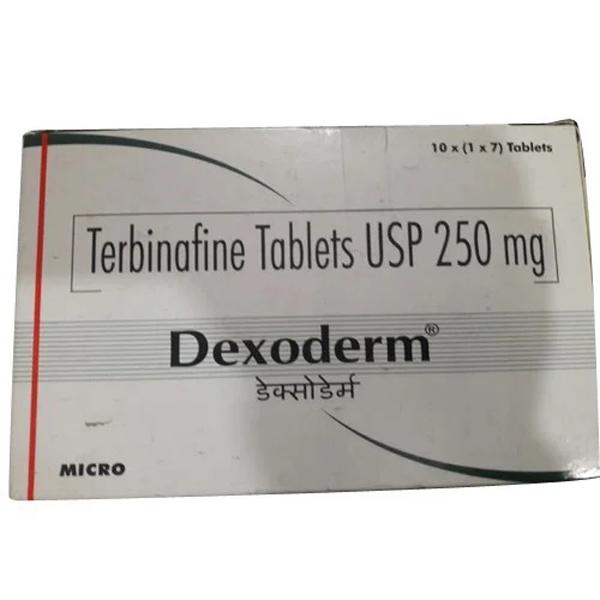 10 x (1 x 7) Tablets
Terbinafine Tablets USP 250 mg
Dexoderm®
डेक्सोडेर्म
MICRO